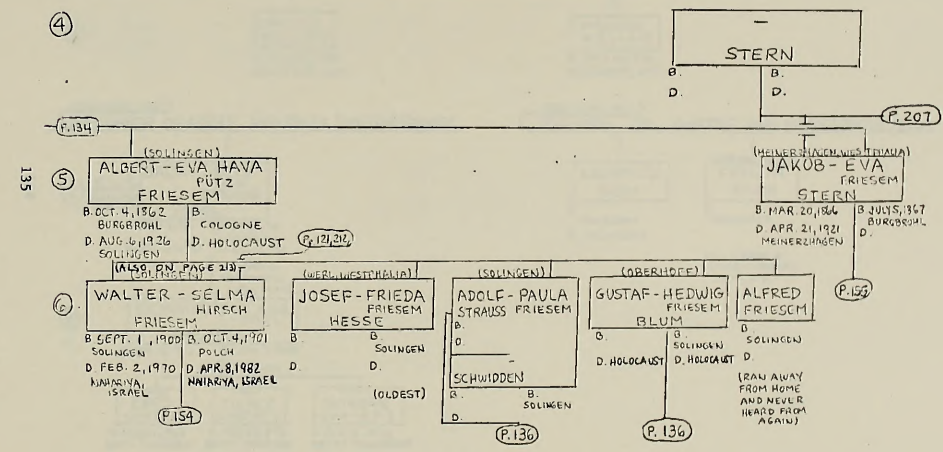 4
—
STERN
B. B.
D. D.
P. 134
P. 207
135
5
(SOLINGEN)
ALBERT - EVA HAVA
PÜTZ
FRIESEM
B. OCT. 4, 1862 B.
BURGBROHL COLOGNE
D. AUG. 6, 1926 D. HOLOCAUST
SOLINGEN
(MEINERZHAGEN, WESTPHALIA)
JAKOB - EVA
FRIESEM
STERN
B. MAR. 20, 1866 B. JULY 5, 1867
BURGBROHL
D. APR. 21, 1921 D.
MEINERZHAGEN
P. 121, 212
(ALSO ON PAGE 213)
6
(SOLINGEN)
WALTER - SELMA
HIRSCH
FRIESEM
B. SEPT. 1, 1900 B. OCT. 4, 1901
SOLINGEN POLCH
D. FEB. 2, 1970 D. APR. 8, 1982
NAHARIYA, NAHARIYA, ISRAEL
ISRAEL
P. 154
(WERL, WESTPHALIA)
JOSEF - FRIEDA
FRIESEM
HESSE
B. B.
SOLINGEN
D. D.
(OLDEST)
(SOLINGEN)
ADOLF - PAULA
STRAUSS FRIESEM
B.
D.
—
SCHWIDDEN
B. B.
SOLINGEN
D.
P. 136
(OBERHOFF)
GUSTAF - HEDWIG
FRIESEM
BLUM
B. B.
SOLINGEN
D. HOLOCAUST D. HOLOCAUST
P. 136
ALFRED
FRIESEM
B.
SOLINGEN
D.
(RAN AWAY
FROM HOME
AND NEVER
HEARD FROM
AGAIN)